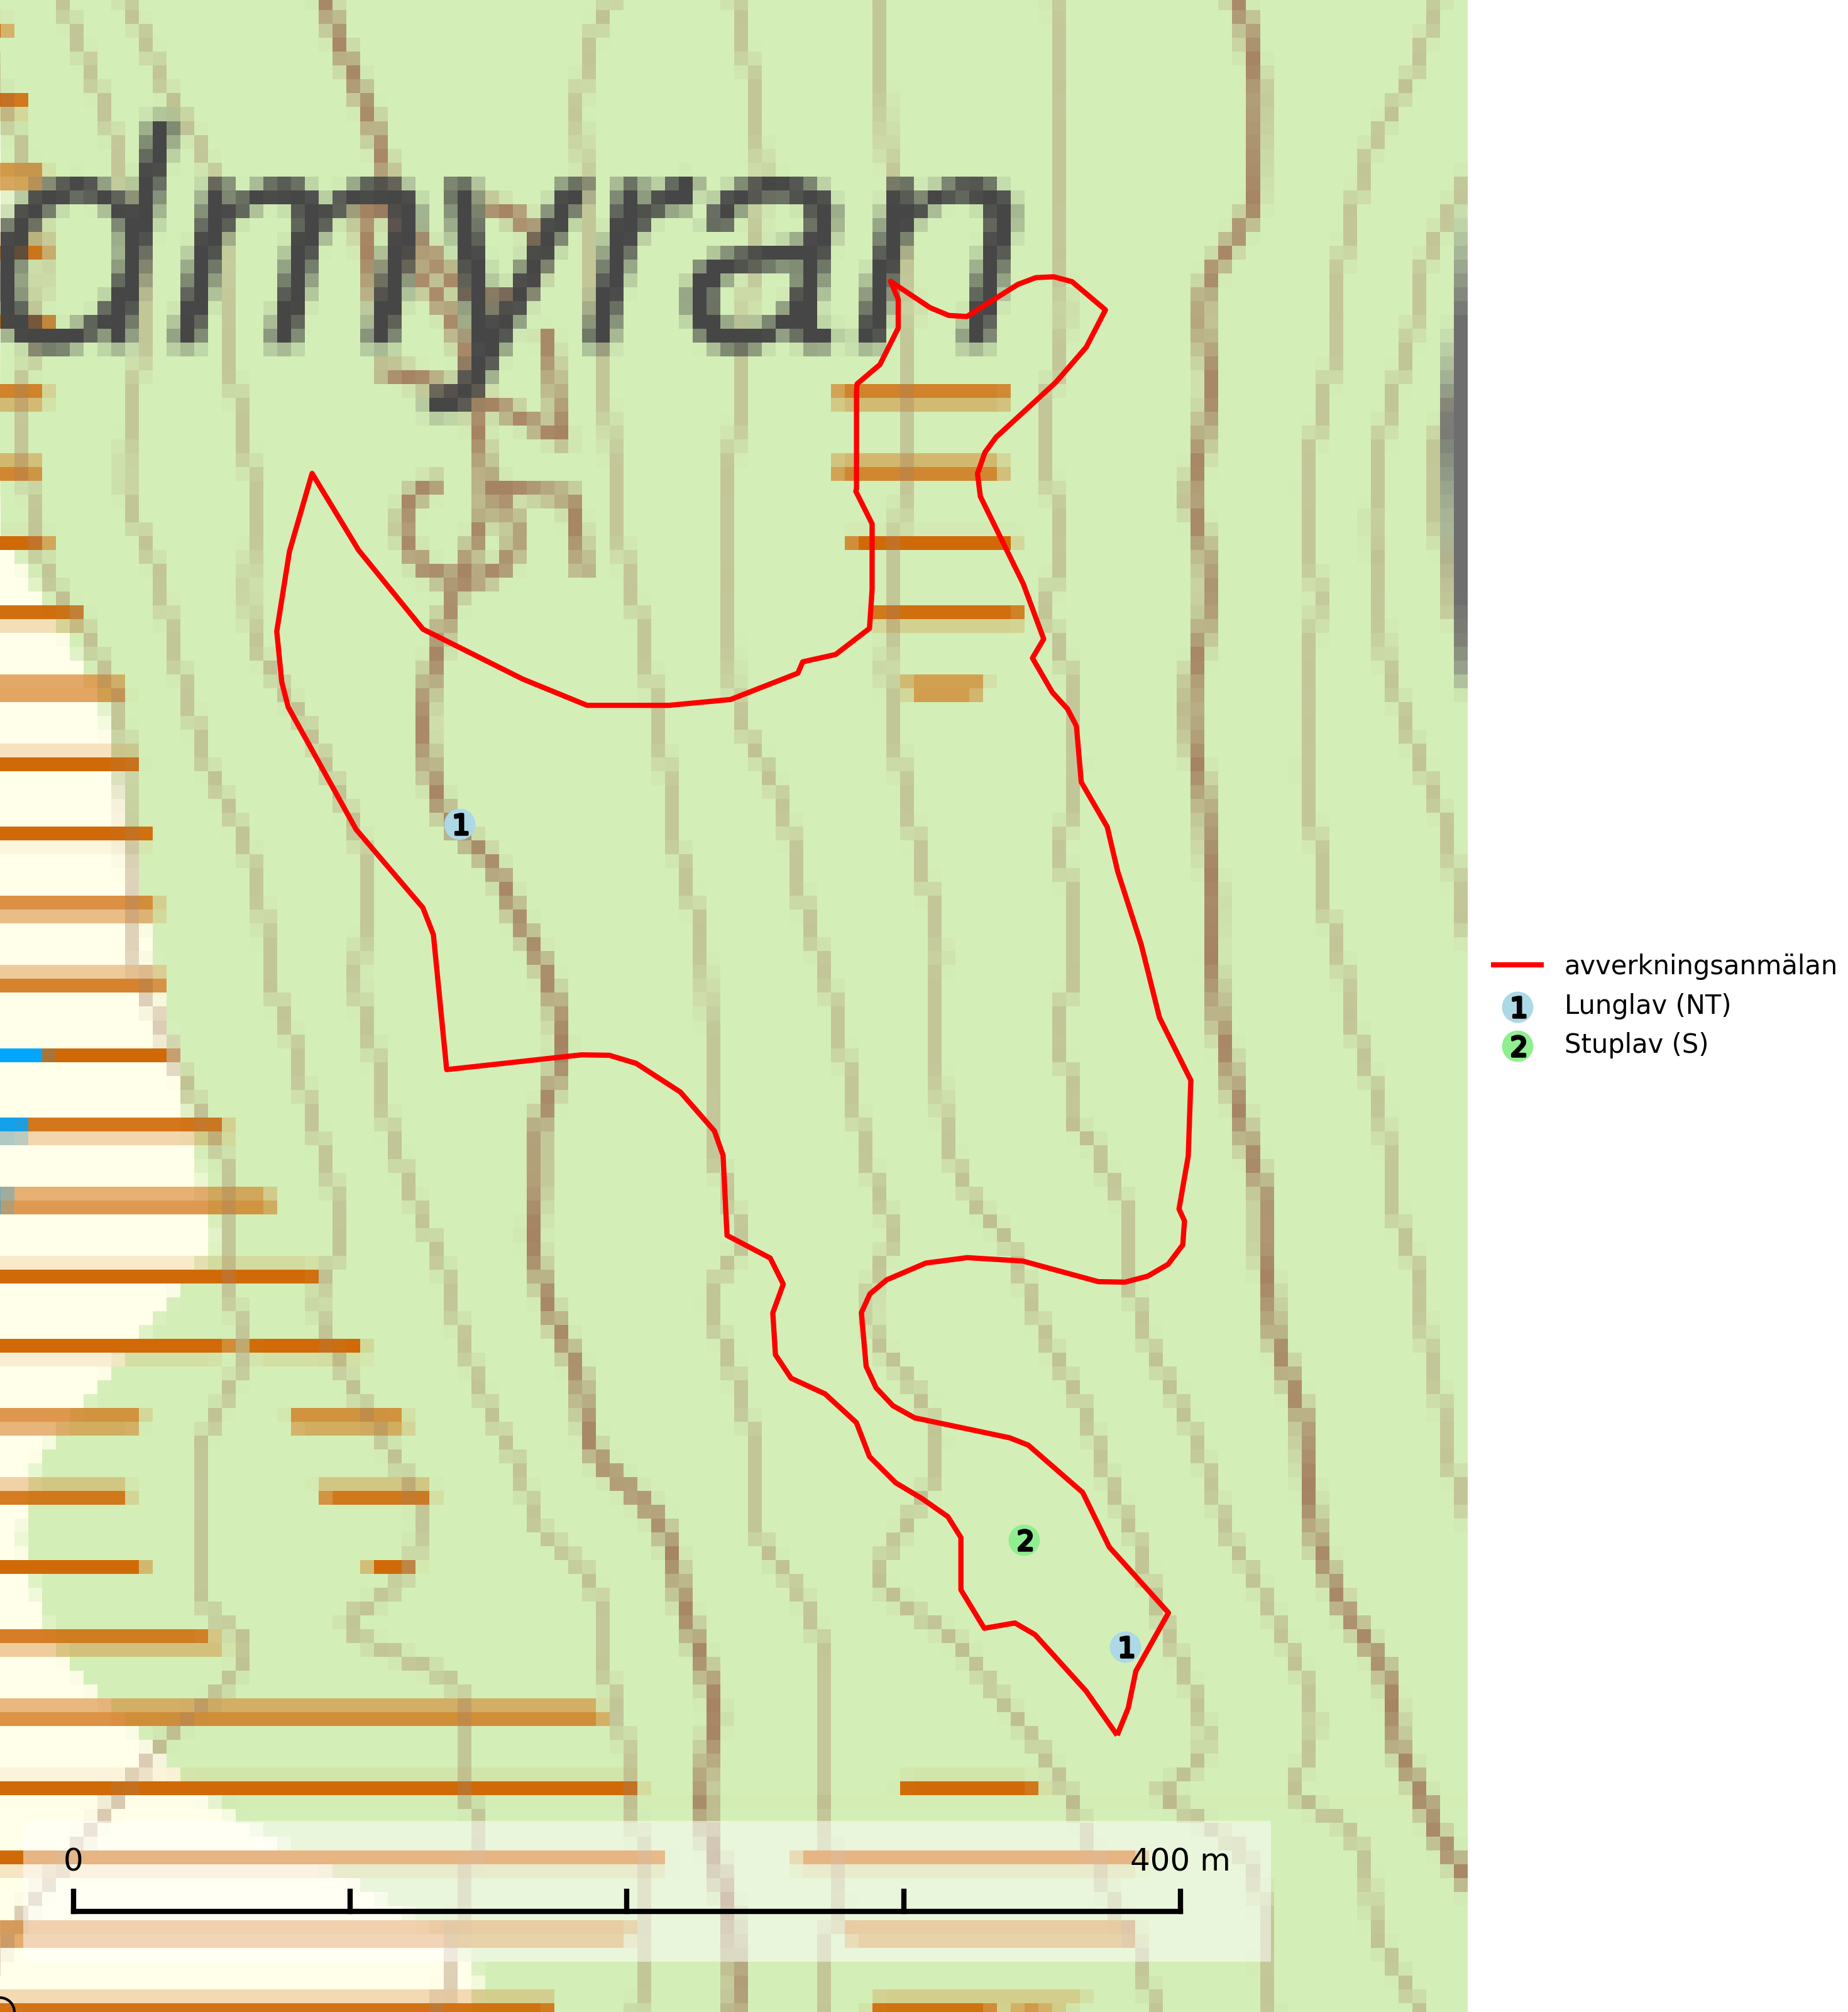 dmyran
1
avverkningsanmälan
1 Lunglav (NT)
2 Stuplav (S)
2
1
0 400 m